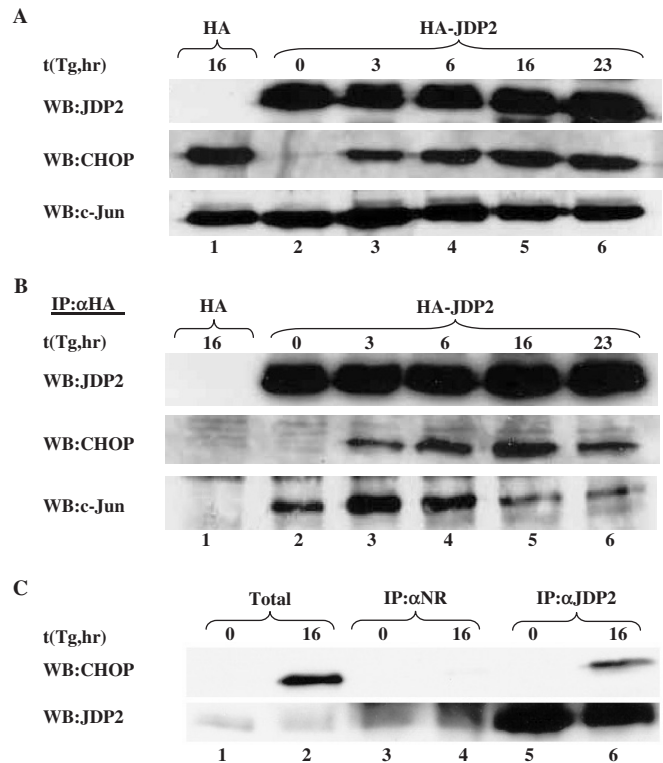 A
HA HA-JDP2
t(Tg,hr) 16 0 3 6 16 23
WB:JDP2
WB:CHOP
WB:c-Jun
1 2 3 4 5 6
B
IP:αHA HA HA-JDP2
t(Tg,hr) 16 0 3 6 16 23
WB:JDP2
WB:CHOP
WB:c-Jun
1 2 3 4 5 6
C
Total IP:αNR IP:αJDP2
t(Tg,hr) 0 16 0 16 0 16
WB:CHOP
WB:JDP2
1 2 3 4 5 6